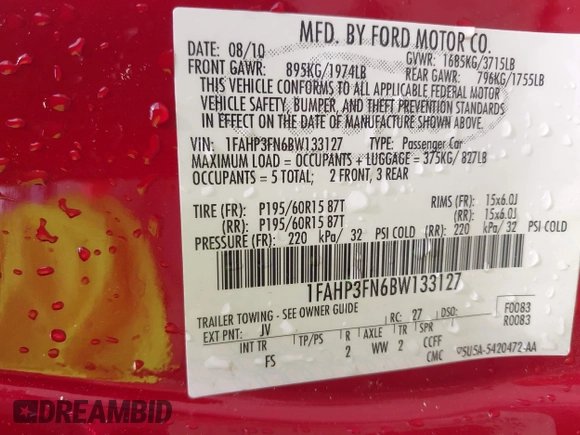 MFD. BY FORD MOTOR CO.
DATE: 08/10 GVWR: 1685KG/3715LB
FRONT GAWR: 895KG/1974LB REAR GAWR: 796KG/1755LB
THIS VEHICLE CONFORMS TO ALL APPLICABLE FEDERAL MOTOR
VEHICLE SAFETY, BUMPER, AND THEFT PREVENTION STANDARDS
IN EFFECT ON THE DATE OF MANUFACTURE SHOWN ABOVE.
VIN: 1FAHP3FN6BW133127 TYPE: Passenger Car
MAXIMUM LOAD = OCCUPANTS + LUGGAGE = 375KG/ 827LB
OCCUPANTS = 5 TOTAL; 2 FRONT, 3 REAR
TIRE (FR): P195/60R15 87T RIMS (FR): 15x6.0J
(RR): P195/60R15 87T (RR): 15x6.0J
PRESSURE (FR): 220 kPa/ 32 PSI COLD (RR): 220 kPa/ 32 PSI COLD
1FAHP3FN6BW133127
TRAILER TOWING - SEE OWNER GUIDE F0083
EXT PNT: JV RC: 27 DSO: R0083
INT TR TP/PS R AXLE TR SPR
FS 2 WW 2 CCFF
CMC 5U5A-5420472-AA
DREAMBID